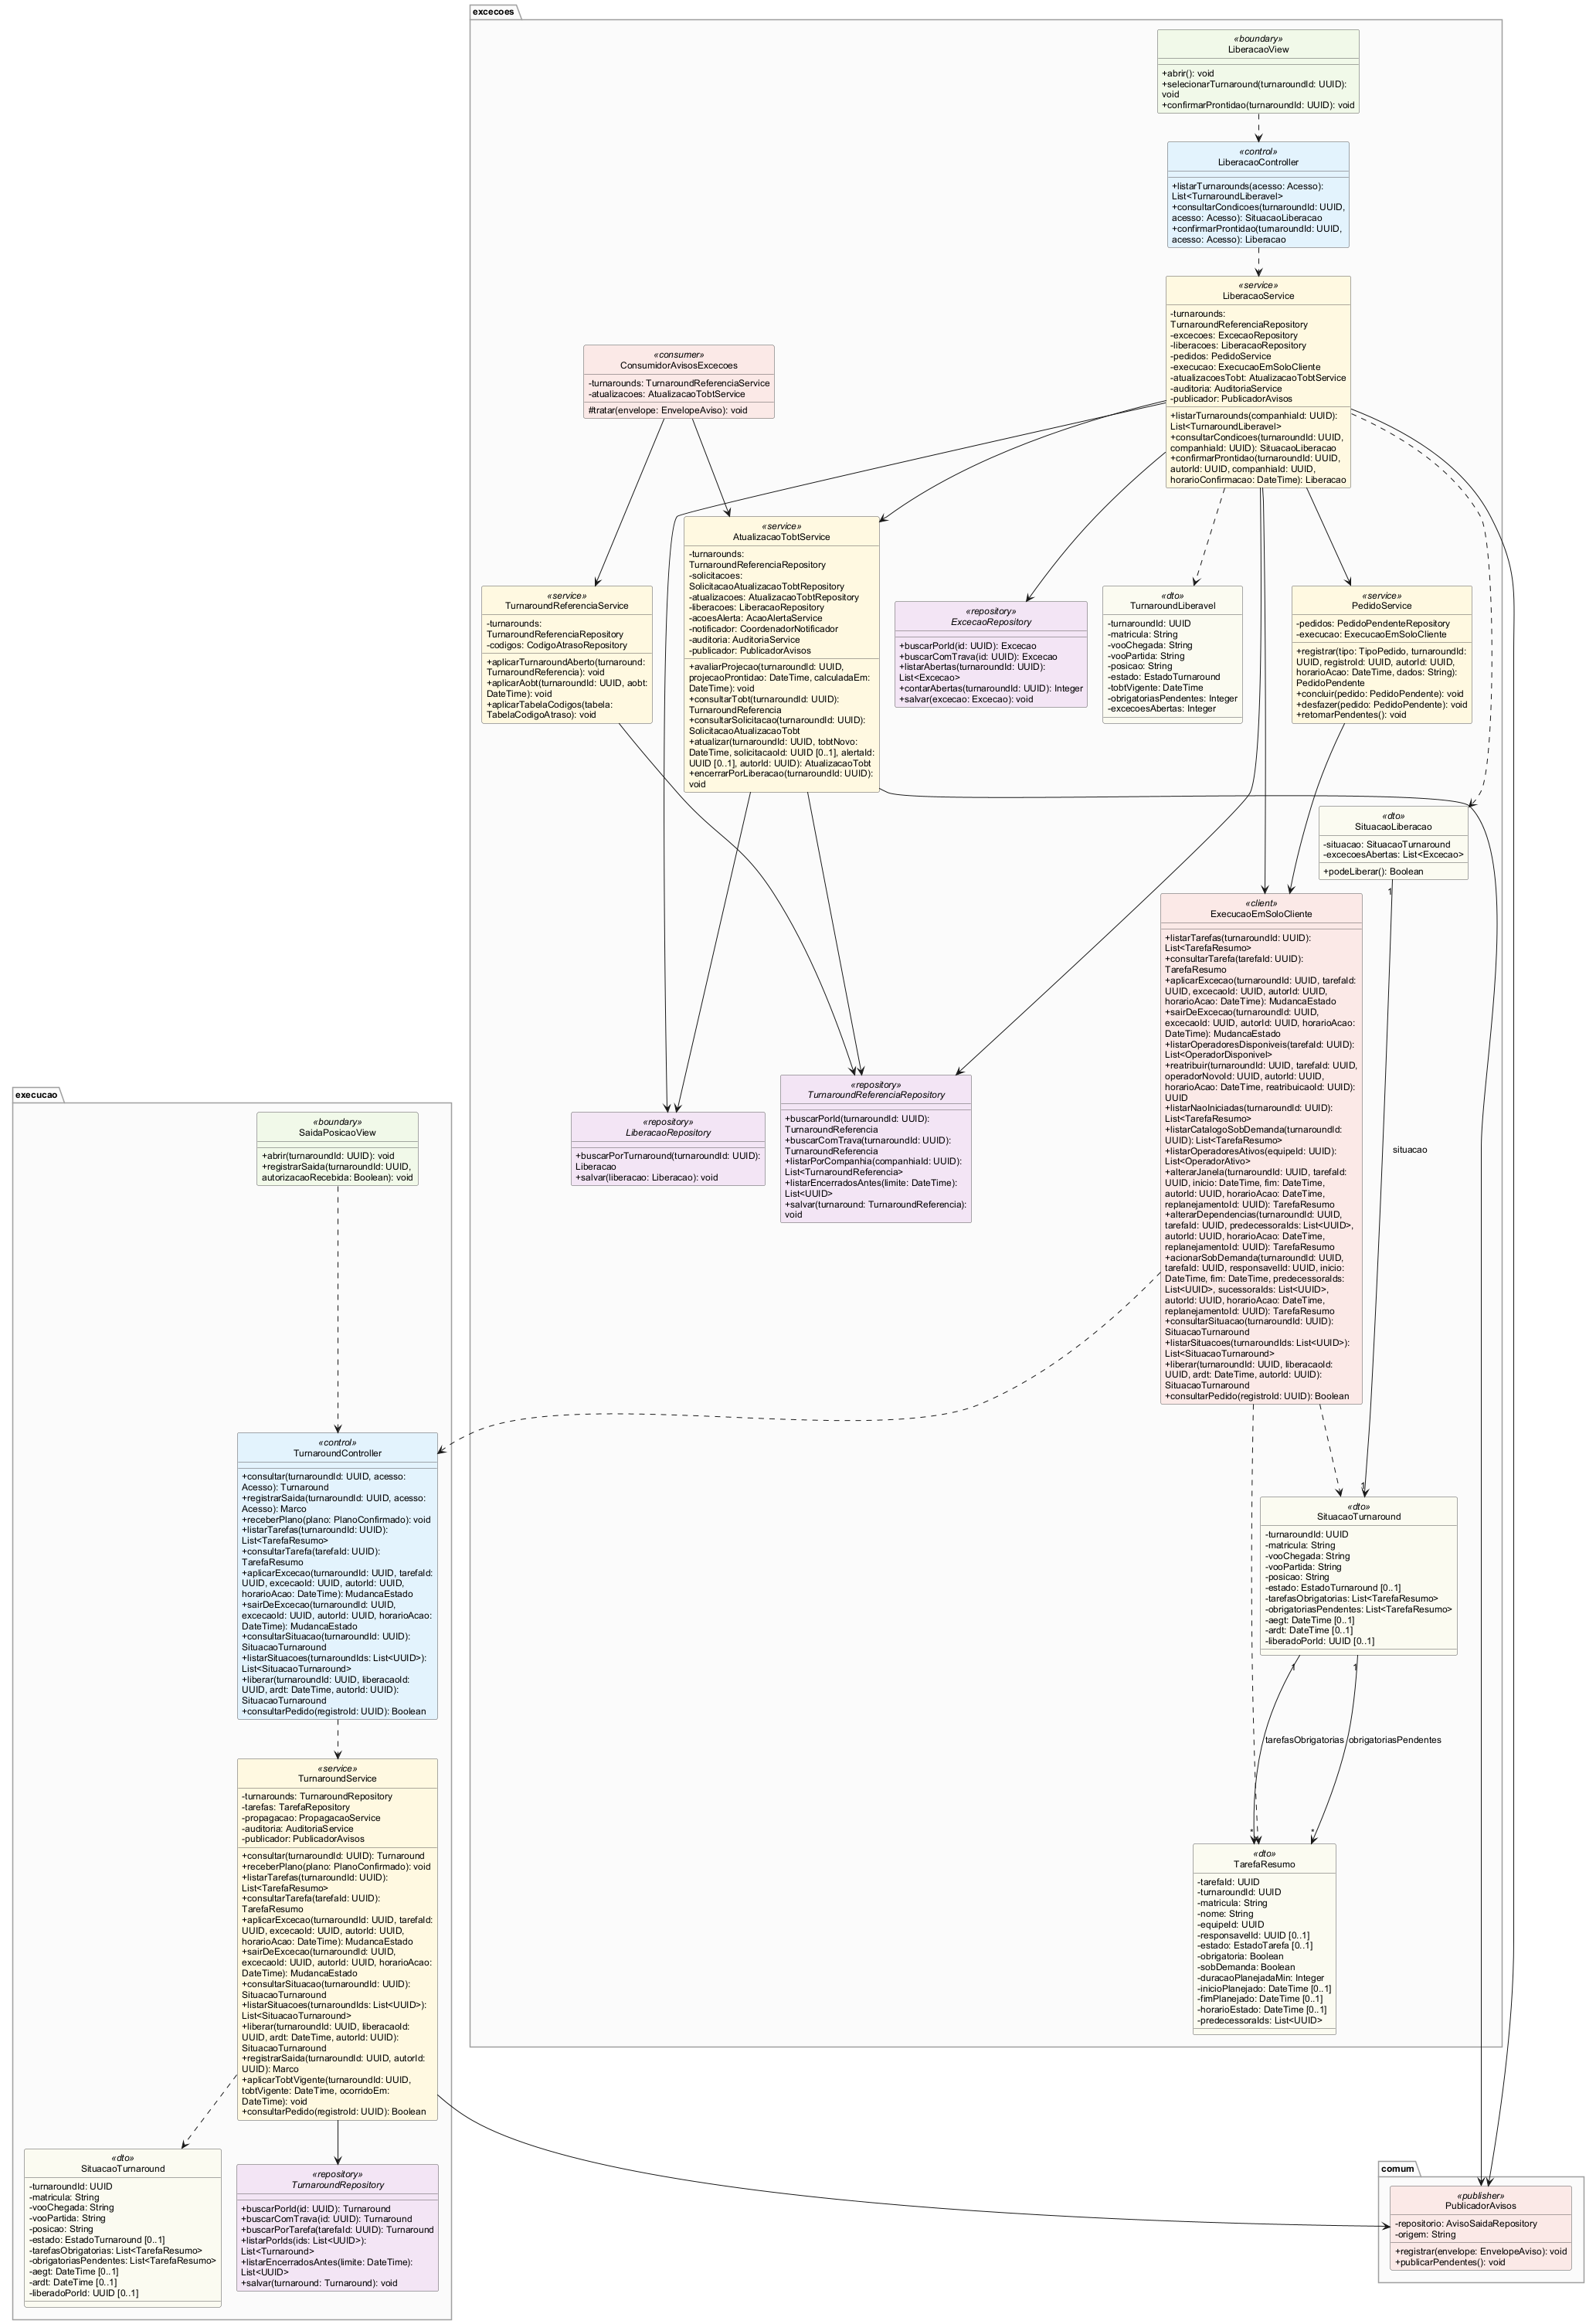 excecoes
«boundary»
LiberacaoView
+abrir(): void
+selecionarTurnaround(turnaroundId: UUID):
void
+confirmarProntidao(turnaroundId: UUID): void
«control»
LiberacaoController
+listarTurnarounds(acesso: Acesso):
List<TurnaroundLiberavel>
+consultarCondicoes(turnaroundId: UUID,
acesso: Acesso): SituacaoLiberacao
+confirmarProntidao(turnaroundId: UUID,
acesso: Acesso): Liberacao
«service»
LiberacaoService
-turnarounds:
TurnaroundReferenciaRepository
-excecoes: ExcecaoRepository
-liberacoes: LiberacaoRepository
-pedidos: PedidoService
-execucao: ExecucaoEmSoloCliente
-atualizacoesTobt: AtualizacaoTobtService
-auditoria: AuditoriaService
-publicador: PublicadorAvisos
+listarTurnarounds(companhiaId: UUID):
List<TurnaroundLiberavel>
+consultarCondicoes(turnaroundId: UUID,
companhiaId: UUID): SituacaoLiberacao
+confirmarProntidao(turnaroundId: UUID,
autorId: UUID, companhiaId: UUID,
horarioConfirmacao: DateTime): Liberacao
«consumer»
ConsumidorAvisosExcecoes
-turnarounds: TurnaroundReferenciaService
-atualizacoes: AtualizacaoTobtService
#tratar(envelope: EnvelopeAviso): void
«service»
AtualizacaoTobtService
-turnarounds:
TurnaroundReferenciaRepository
-solicitacoes:
SolicitacaoAtualizacaoTobtRepository
-atualizacoes: AtualizacaoTobtRepository
-liberacoes: LiberacaoRepository
-acoesAlerta: AcaoAlertaService
-notificador: CoordenadorNotificador
-auditoria: AuditoriaService
-publicador: PublicadorAvisos
+avaliarProjecao(turnaroundId: UUID,
projecaoProntidao: DateTime, calculadaEm:
DateTime): void
+consultarTobt(turnaroundId: UUID):
TurnaroundReferencia
+consultarSolicitacao(turnaroundId: UUID):
SolicitacaoAtualizacaoTobt
+atualizar(turnaroundId: UUID, tobtNovo:
DateTime, solicitacaoId: UUID [0..1], alertaId:
UUID [0..1], autorId: UUID): AtualizacaoTobt
+encerrarPorLiberacao(turnaroundId: UUID):
void
«service»
TurnaroundReferenciaService
-turnarounds:
TurnaroundReferenciaRepository
-codigos: CodigoAtrasoRepository
+aplicarTurnaroundAberto(turnaround:
TurnaroundReferencia): void
+aplicarAobt(turnaroundId: UUID, aobt:
DateTime): void
+aplicarTabelaCodigos(tabela:
TabelaCodigoAtraso): void
«repository»
ExcecaoRepository
+buscarPorId(id: UUID): Excecao
+buscarComTrava(id: UUID): Excecao
+listarAbertas(turnaroundId: UUID):
List<Excecao>
+contarAbertas(turnaroundId: UUID): Integer
+salvar(excecao: Excecao): void
«dto»
TurnaroundLiberavel
-turnaroundId: UUID
-matricula: String
-vooChegada: String
-vooPartida: String
-posicao: String
-estado: EstadoTurnaround
-tobtVigente: DateTime
-obrigatoriasPendentes: Integer
-excecoesAbertas: Integer
«service»
PedidoService
-pedidos: PedidoPendenteRepository
-execucao: ExecucaoEmSoloCliente
+registrar(tipo: TipoPedido, turnaroundId:
UUID, registroId: UUID, autorId: UUID,
horarioAcao: DateTime, dados: String):
PedidoPendente
+concluir(pedido: PedidoPendente): void
+desfazer(pedido: PedidoPendente): void
+retomarPendentes(): void
«dto»
SituacaoLiberacao
-situacao: SituacaoTurnaround
-excecoesAbertas: List<Excecao>
+podeLiberar(): Boolean
1
«client»
ExecucaoEmSoloCliente
+listarTarefas(turnaroundId: UUID):
List<TarefaResumo>
+consultarTarefa(tarefaId: UUID):
TarefaResumo
+aplicarExcecao(turnaroundId: UUID, tarefaId:
UUID, excecaoId: UUID, autorId: UUID,
horarioAcao: DateTime): MudancaEstado
+sairDeExcecao(turnaroundId: UUID,
excecaoId: UUID, autorId: UUID, horarioAcao:
DateTime): MudancaEstado
+listarOperadoresDisponiveis(tarefaId: UUID):
List<OperadorDisponivel>
+reatribuir(turnaroundId: UUID, tarefaId: UUID,
operadorNovoId: UUID, autorId: UUID,
horarioAcao: DateTime, reatribuicaoId: UUID):
UUID
+listarNaoIniciadas(turnaroundId: UUID):
List<TarefaResumo>
+listarCatalogoSobDemanda(turnaroundId:
UUID): List<TarefaResumo>
+listarOperadoresAtivos(equipeId: UUID):
List<OperadorAtivo>
+alterarJanela(turnaroundId: UUID, tarefaId:
UUID, inicio: DateTime, fim: DateTime,
autorId: UUID, horarioAcao: DateTime,
replanejamentoId: UUID): TarefaResumo
+alterarDependencias(turnaroundId: UUID,
tarefaId: UUID, predecessoraIds: List<UUID>,
autorId: UUID, horarioAcao: DateTime,
replanejamentoId: UUID): TarefaResumo
+acionarSobDemanda(turnaroundId: UUID,
tarefaId: UUID, responsavelId: UUID, inicio:
DateTime, fim: DateTime, predecessoraIds:
List<UUID>, sucessoraIds: List<UUID>,
autorId: UUID, horarioAcao: DateTime,
replanejamentoId: UUID): TarefaResumo
+consultarSituacao(turnaroundId: UUID):
SituacaoTurnaround
+listarSituacoes(turnaroundIds: List<UUID>):
List<SituacaoTurnaround>
+liberar(turnaroundId: UUID, liberacaoId:
UUID, ardt: DateTime, autorId: UUID):
SituacaoTurnaround
+consultarPedido(registroId: UUID): Boolean
situacao
«repository»
TurnaroundReferenciaRepository
+buscarPorId(turnaroundId: UUID):
TurnaroundReferencia
+buscarComTrava(turnaroundId: UUID):
TurnaroundReferencia
+listarPorCompanhia(companhiaId: UUID):
List<TurnaroundReferencia>
+listarEncerradosAntes(limite: DateTime):
List<UUID>
+salvar(turnaround: TurnaroundReferencia):
void
«repository»
LiberacaoRepository
+buscarPorTurnaround(turnaroundId: UUID):
Liberacao
+salvar(liberacao: Liberacao): void
execucao
«boundary»
SaidaPosicaoView
+abrir(turnaroundId: UUID): void
+registrarSaida(turnaroundId: UUID,
autorizacaoRecebida: Boolean): void
«control»
TurnaroundController
+consultar(turnaroundId: UUID, acesso:
Acesso): Turnaround
+registrarSaida(turnaroundId: UUID, acesso:
Acesso): Marco
+receberPlano(plano: PlanoConfirmado): void
+listarTarefas(turnaroundId: UUID):
List<TarefaResumo>
+consultarTarefa(tarefaId: UUID):
TarefaResumo
+aplicarExcecao(turnaroundId: UUID, tarefaId:
UUID, excecaoId: UUID, autorId: UUID,
horarioAcao: DateTime): MudancaEstado
+sairDeExcecao(turnaroundId: UUID,
excecaoId: UUID, autorId: UUID, horarioAcao:
DateTime): MudancaEstado
+consultarSituacao(turnaroundId: UUID):
SituacaoTurnaround
+listarSituacoes(turnaroundIds: List<UUID>):
List<SituacaoTurnaround>
+liberar(turnaroundId: UUID, liberacaoId:
UUID, ardt: DateTime, autorId: UUID):
SituacaoTurnaround
+consultarPedido(registroId: UUID): Boolean
1
«dto»
SituacaoTurnaround
-turnaroundId: UUID
-matricula: String
-vooChegada: String
-vooPartida: String
-posicao: String
-estado: EstadoTurnaround [0..1]
-tarefasObrigatorias: List<TarefaResumo>
-obrigatoriasPendentes: List<TarefaResumo>
-aegt: DateTime [0..1]
-ardt: DateTime [0..1]
-liberadoPorId: UUID [0..1]
1
1
tarefasObrigatorias
obrigatoriasPendentes
*
*
«dto»
TarefaResumo
-tarefaId: UUID
-turnaroundId: UUID
-matricula: String
-nome: String
-equipeId: UUID
-responsavelId: UUID [0..1]
-estado: EstadoTarefa [0..1]
-obrigatoria: Boolean
-sobDemanda: Boolean
-duracaoPlanejadaMin: Integer
-inicioPlanejado: DateTime [0..1]
-fimPlanejado: DateTime [0..1]
-horarioEstado: DateTime [0..1]
-predecessoraIds: List<UUID>
«service»
TurnaroundService
-turnarounds: TurnaroundRepository
-tarefas: TarefaRepository
-propagacao: PropagacaoService
-auditoria: AuditoriaService
-publicador: PublicadorAvisos
+consultar(turnaroundId: UUID): Turnaround
+receberPlano(plano: PlanoConfirmado): void
+listarTarefas(turnaroundId: UUID):
List<TarefaResumo>
+consultarTarefa(tarefaId: UUID):
TarefaResumo
+aplicarExcecao(turnaroundId: UUID, tarefaId:
UUID, excecaoId: UUID, autorId: UUID,
horarioAcao: DateTime): MudancaEstado
+sairDeExcecao(turnaroundId: UUID,
excecaoId: UUID, autorId: UUID, horarioAcao:
DateTime): MudancaEstado
+consultarSituacao(turnaroundId: UUID):
SituacaoTurnaround
+listarSituacoes(turnaroundIds: List<UUID>):
List<SituacaoTurnaround>
+liberar(turnaroundId: UUID, liberacaoId:
UUID, ardt: DateTime, autorId: UUID):
SituacaoTurnaround
+registrarSaida(turnaroundId: UUID, autorId:
UUID): Marco
+aplicarTobtVigente(turnaroundId: UUID,
tobtVigente: DateTime, ocorridoEm:
DateTime): void
+consultarPedido(registroId: UUID): Boolean
«dto»
SituacaoTurnaround
-turnaroundId: UUID
-matricula: String
-vooChegada: String
-vooPartida: String
-posicao: String
-estado: EstadoTurnaround [0..1]
-tarefasObrigatorias: List<TarefaResumo>
-obrigatoriasPendentes: List<TarefaResumo>
-aegt: DateTime [0..1]
-ardt: DateTime [0..1]
-liberadoPorId: UUID [0..1]
«repository»
TurnaroundRepository
+buscarPorId(id: UUID): Turnaround
+buscarComTrava(id: UUID): Turnaround
+buscarPorTarefa(tarefaId: UUID): Turnaround
+listarPorIds(ids: List<UUID>):
List<Turnaround>
+listarEncerradosAntes(limite: DateTime):
List<UUID>
+salvar(turnaround: Turnaround): void
comum
«publisher»
PublicadorAvisos
-repositorio: AvisoSaidaRepository
-origem: String
+registrar(envelope: EnvelopeAviso): void
+publicarPendentes(): void